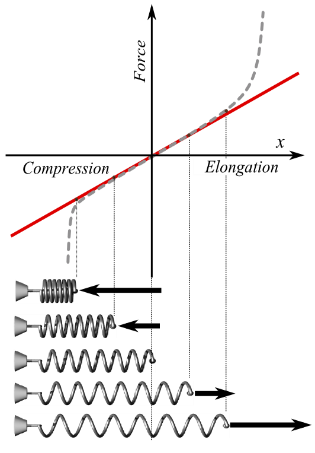 Force
x
Compression
Elongation